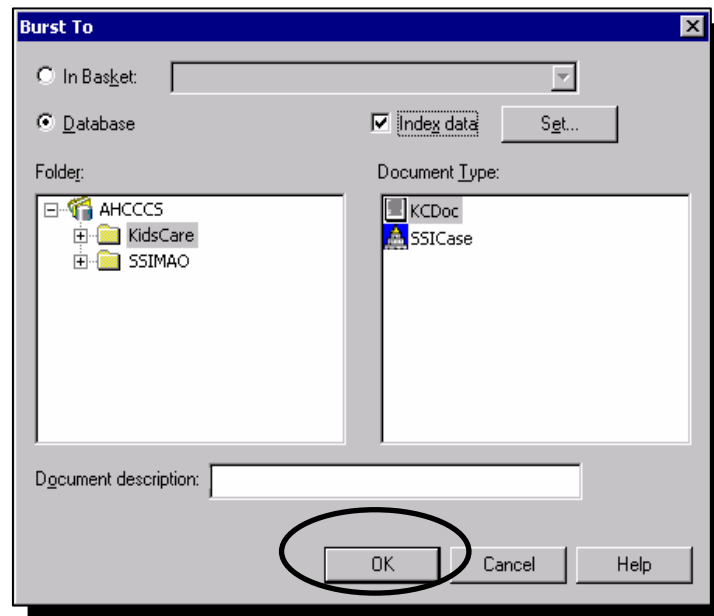 Burst To
In Basket:
Database
Index data
Set...
Folder:
Document Type:
AHCCCS
KidsCare
SSIMAO
KCDoc
SSICase
Document description:
OK
Cancel
Help